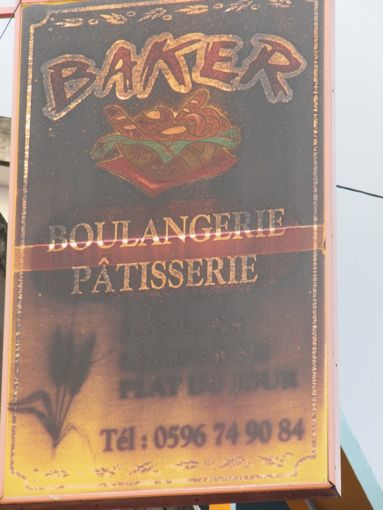 BAKER
BOULANGERIE
PÂTISSERIE
PLAT DU JOUR
Tél : 0596 74 90 84